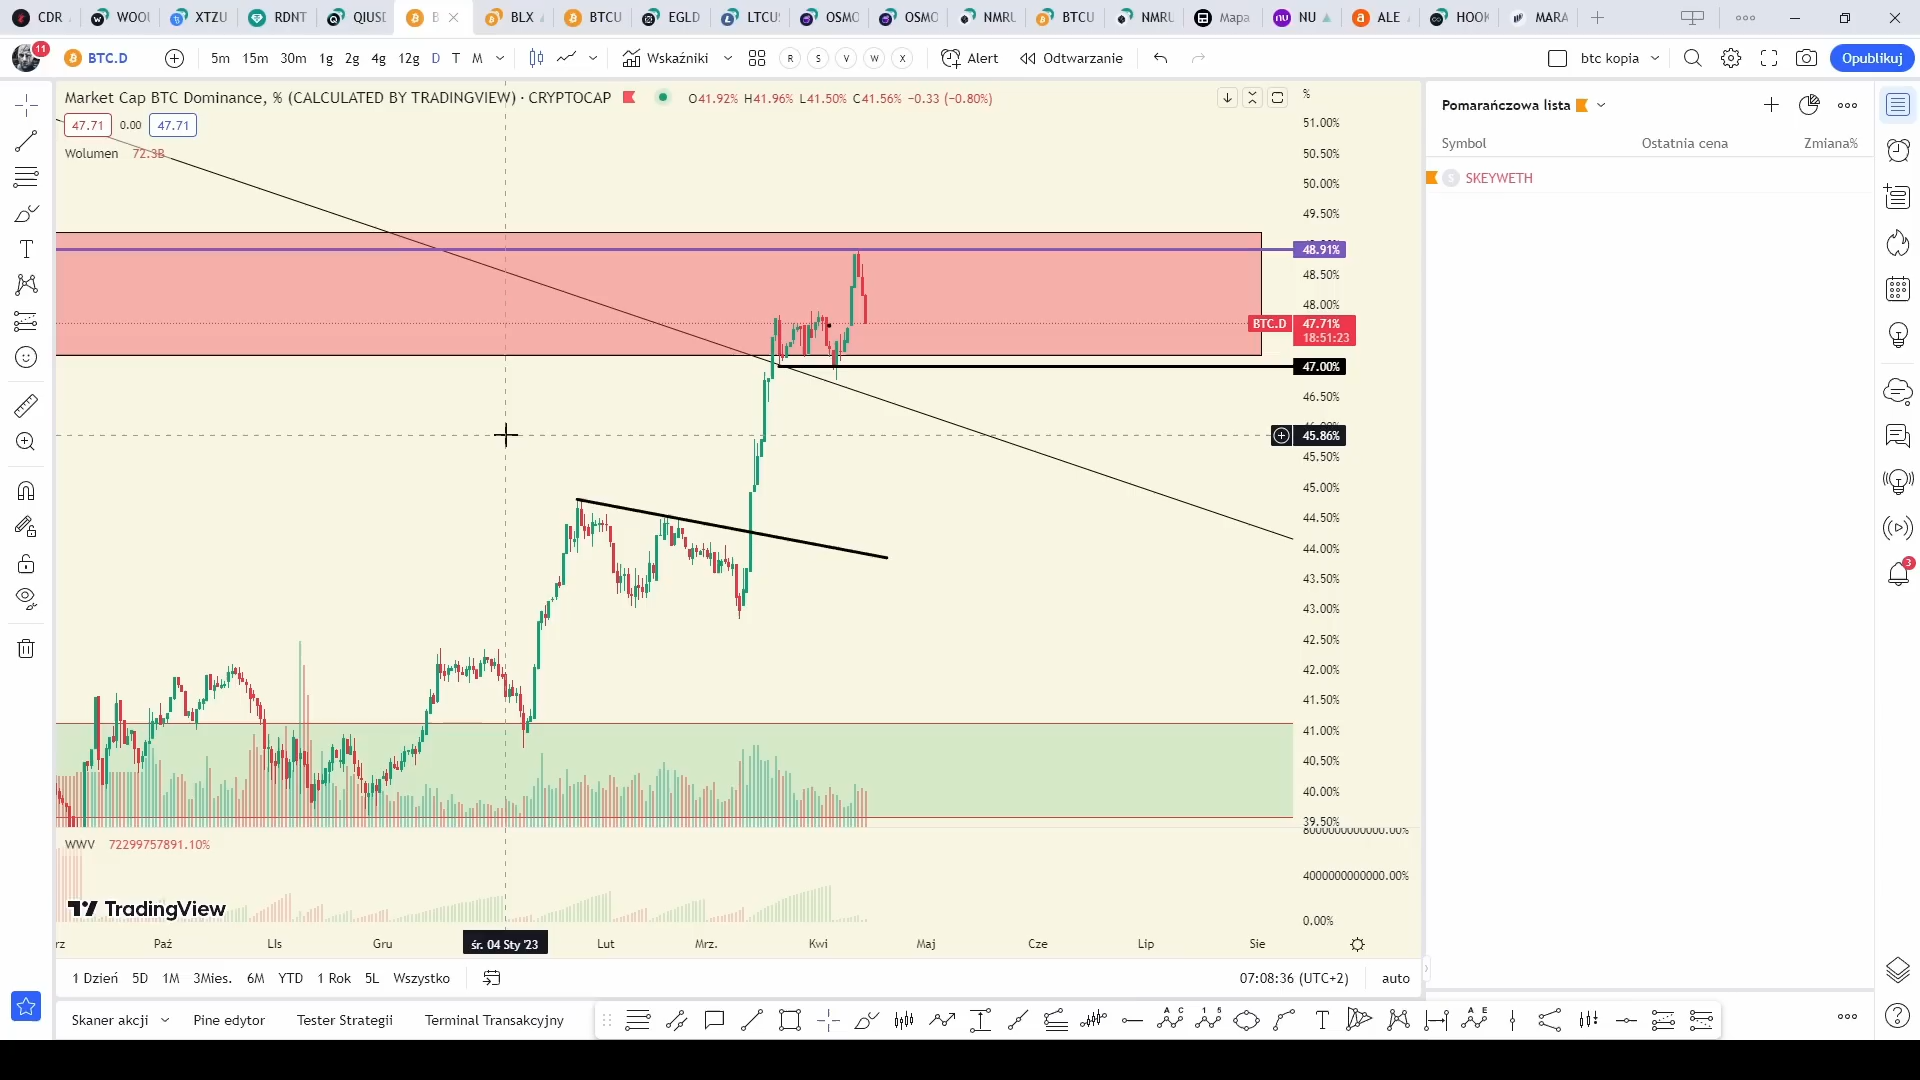 CDR WOOU XTZU RDNT QIUSD B BLX BTCU EGLD LTCU OSMO OSMO NMRU BTCU NMRU Mapa NU ALE HOOK MARA
11 BTC.D 5m 15m 30m 1g 2g 4g 12g D T M Wskaźniki R S V W X Alert Odtwarzanie btc kopia Opublikuj
Market Cap BTC Dominance, % (CALCULATED BY TRADINGVIEW) · CRYPTOCAP O41.92% H41.96% L41.50% C41.56% −0.33 (−0.80%)
47.71 0.00 47.71
Wolumen 72.3B
%
51.00%
50.50%
50.00%
49.50%
48.91%
48.50%
48.00%
BTC.D 47.71%
18:51:23
47.00%
46.50%
45.86%
45.50%
45.00%
44.50%
44.00%
43.50%
43.00%
42.50%
42.00%
41.50%
41.00%
40.50%
40.00%
39.50%
8000000000000.00%
WWV 72299757891.10%
4000000000000.00%
TradingView
0.00%
rz Paź LIs Gru śr. 04 Sty '23 Lut Mrz. Kwi Maj Cze Lip Sie
1 Dzień 5D 1M 3Mies. 6M YTD 1 Rok 5L Wszystko 07:08:36 (UTC+2) auto
Skaner akcji Pine edytor Tester Strategii Terminal Transakcyjny
Pomarańczowa lista
Symbol Ostatnia cena Zmiana%
S SKEYWETH
3